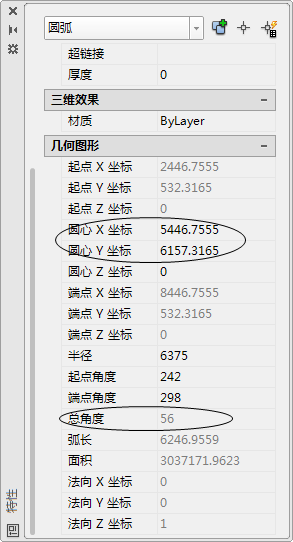 圆弧
超链接
厚度 0
三维效果
材质 ByLayer
几何图形
起点 X 坐标 2446.7555
起点 Y 坐标 532.3165
起点 Z 坐标 0
圆心 X 坐标 5446.7555
圆心 Y 坐标 6157.3165
圆心 Z 坐标 0
端点 X 坐标 8446.7555
端点 Y 坐标 532.3165
端点 Z 坐标 0
半径 6375
起点角度 242
端点角度 298
总角度 56
弧长 6246.9559
面积 3037171.9623
法向 X 坐标 0
法向 Y 坐标 0
法向 Z 坐标 1
特性